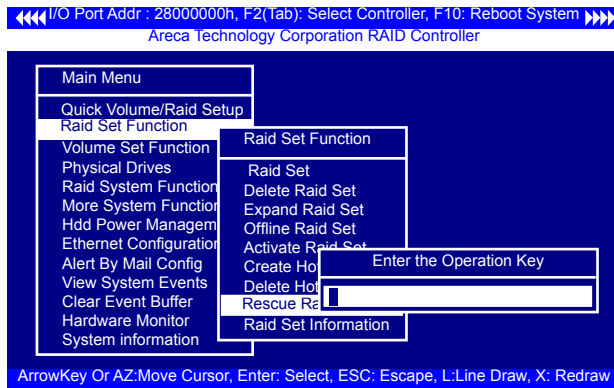 I/O Port Addr : 28000000h, F2(Tab): Select Controller, F10: Reboot System
Areca Technology Corporation RAID Controller
Main Menu
Quick Volume/Raid Setup
Raid Set Function
Volume Set Function
Physical Drives
Raid System Function
More System Function
Hdd Power Managem
Ethernet Configuration
Alert By Mail Config
View System Events
Clear Event Buffer
Hardware Monitor
System information
Raid Set Function
Raid Set
Delete Raid Set
Expand Raid Set
Offline Raid Set
Activate Raid Set
Create Hot
Delete Hot
Rescue Ra
Raid Set Information
Enter the Operation Key
ArrowKey Or AZ:Move Cursor, Enter: Select, ESC: Escape, L:Line Draw, X: Redraw